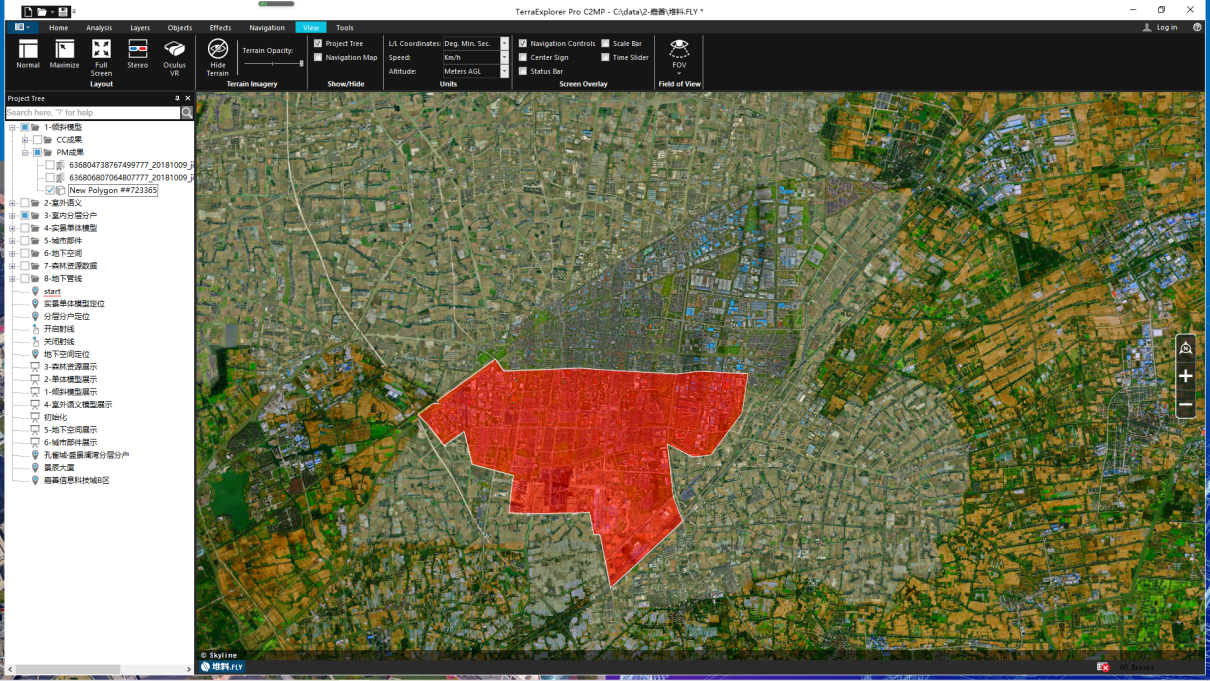 TerraExplorer Pro C2MP - C:\data\2-嘉善\堆料.FLY *
Home Analysis Layers Objects Effects Navigation View Tools
Log in
Normal
Maximize
Full Screen
Stereo
Oculus VR
Layout
Hide Terrain
Terrain Opacity:
Terrain Imagery
Project Tree
Navigation Map
Show/Hide
L/L Coordinates: Deg. Min. Sec.
Speed: Km/h
Altitude: Meters AGL
Units
Navigation Controls
Scale Bar
Center Sign
Time Slider
Status Bar
Screen Overlay
FOV
Field of View
Project Tree
Search here, '?' for help
1-倾斜模型
CC成果
PM成果
636804738767499777_20181009_ji
636806807064807777_20181009_ji
New Polygon ##723365
2-室外语义
3-室内分层分户
4-实景单体模型
5-城市部件
6-地下空间
7-森林资源数据
8-地下管线
start
实景单体模型定位
分层分户定位
开启射线
关闭射线
地下空间定位
3-森林资源展示
2-单体模型展示
1-倾斜模型展示
4-室外语义模型展示
初始化
5-地下空间展示
6-城市部件展示
孔雀城·盛景澜湾分层分户
景辰大厦
嘉善信息科技城B区
N
© Skyline
堆料.FLY
60 Errors